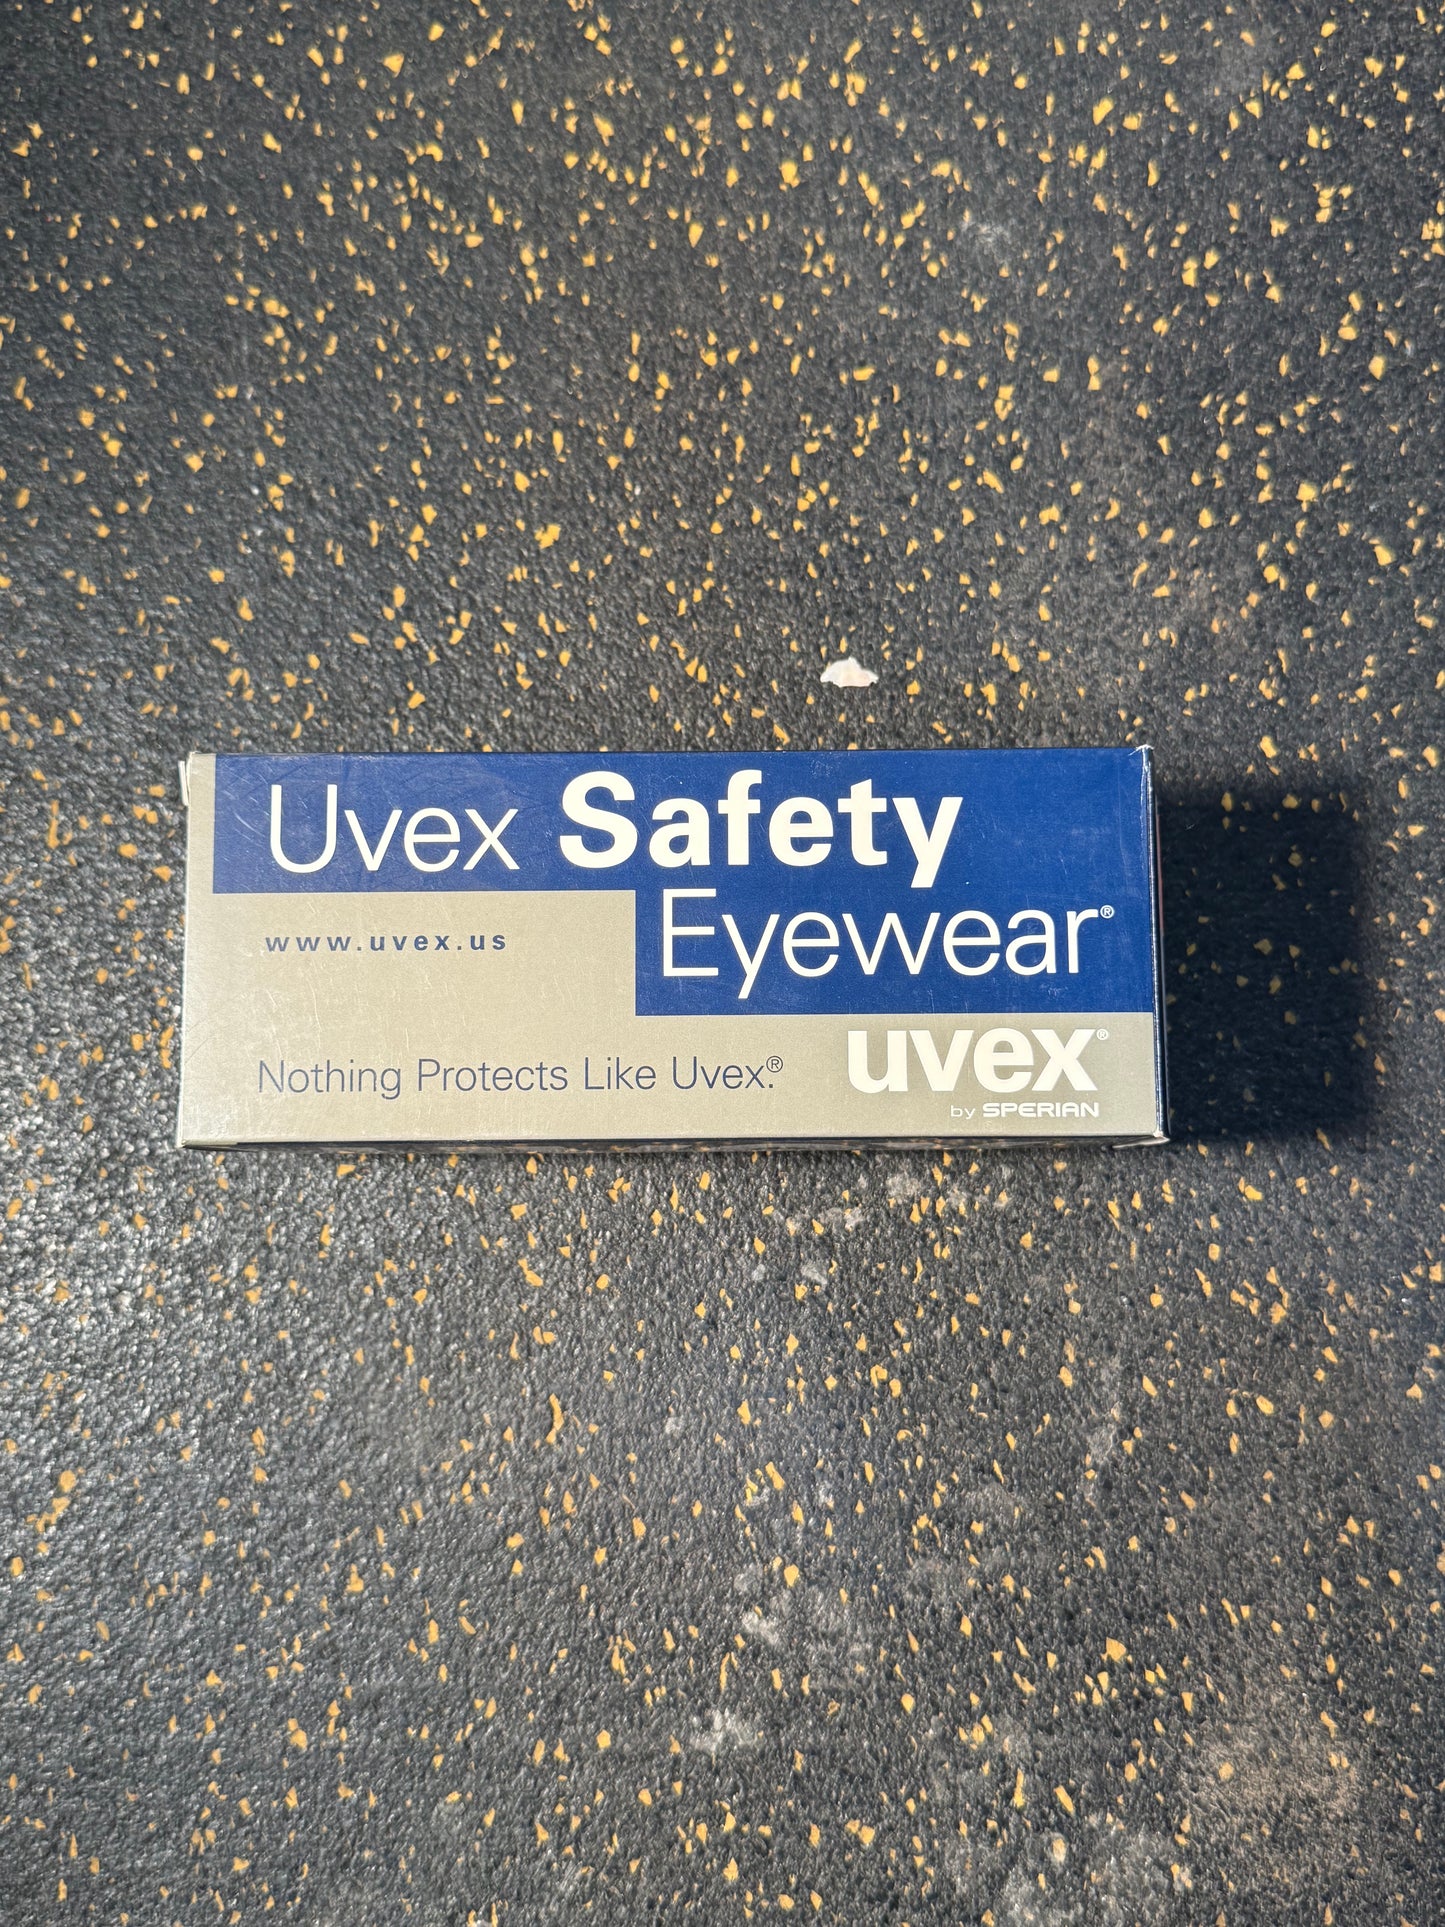 Uvex Safety
Eyewear®
www.uvex.us
Nothing Protects Like Uvex.®
uvex®
by SPERIAN